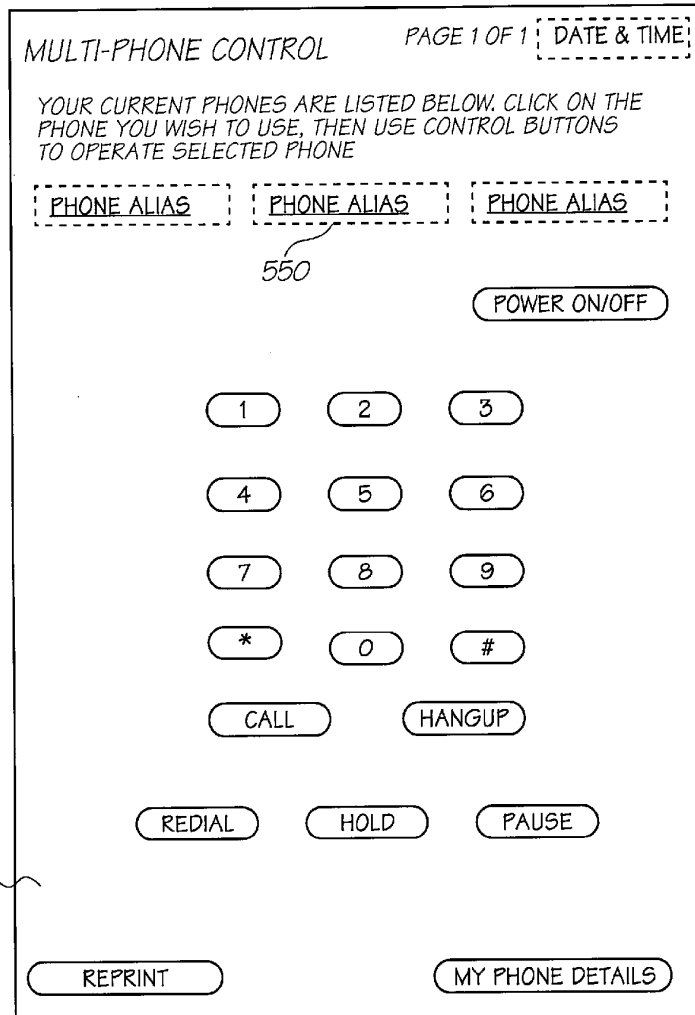 MULTI-PHONE CONTROL PAGE 1 OF 1 DATE & TIME
YOUR CURRENT PHONES ARE LISTED BELOW. CLICK ON THE
PHONE YOU WISH TO USE, THEN USE CONTROL BUTTONS
TO OPERATE SELECTED PHONE
PHONE ALIAS PHONE ALIAS PHONE ALIAS
550
POWER ON/OFF
1 2 3
4 5 6
7 8 9
* 0 #
CALL HANGUP
REDIAL HOLD PAUSE
REPRINT MY PHONE DETAILS